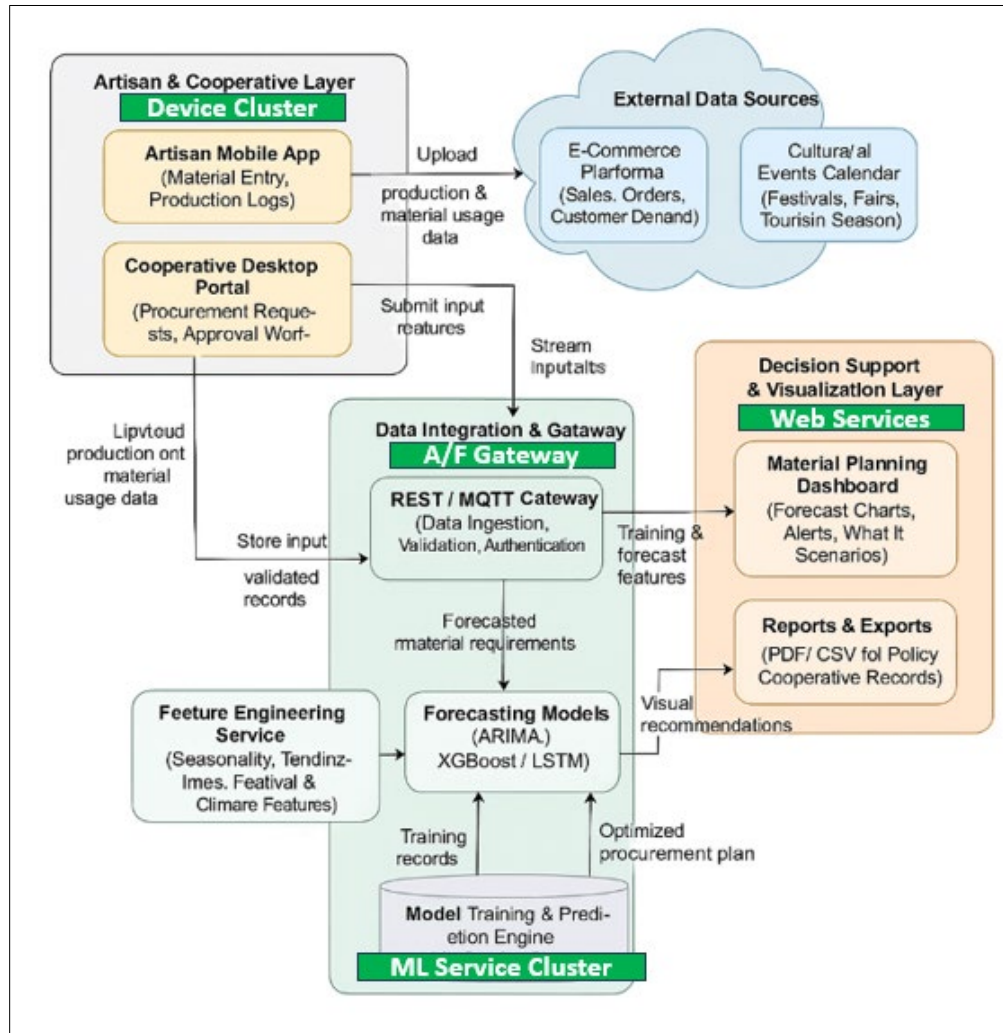 Artisan & Cooperative Layer
Device Cluster
Artisan Mobile App
(Material Entry,
Production Logs)
Cooperative Desktop
Portal
(Procurement Reque-
sts, Approval Worf-
Upload
production &
material usage
data
External Data Sources
E-Commerce
Plarforma
(Sales. Orders,
Customer Denand)
Cultura/al
Events Calendar
(Festivals, Fairs,
Tourisin Season)
Submit input
reatures
Stream
Inputalts
Lipvtoud
production ont
material
usage data
Store input
validated
records
Data Integration & Gataway
A/F Gateway
REST / MQTT Cateway
(Data Ingestion,
Validation, Authentication
Training &
forecast
features
Decision Support
& Visualization Layer
Web Services
Material Planning
Dashboard
(Forecast Charts,
Alerts, What It
Scenarios)
Reports & Exports
(PDF/ CSV fol Policy
Cooperative Records)
Forecasted
rmaterial requirements
Feeture Engineering
Service
(Seasonality, Tendinz-
Imes. Featival &
Climare Features)
Forecasting Models
(ARIMA.)
XGBoost / LSTM)
Visual
recommendations
Training
records
Optimized
procurement plan
Model Training & Predi-
etion Engine
ML Service Cluster